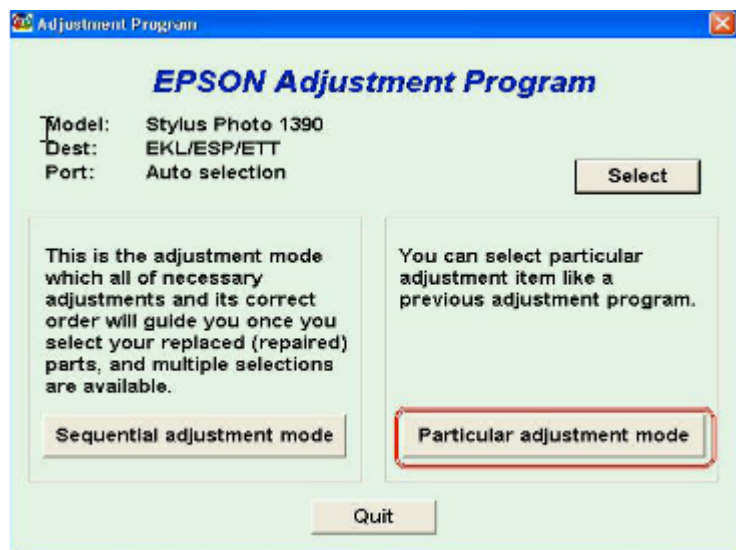 Adjustment Program
EPSON Adjustment Program
Model: Stylus Photo 1390
Dest: EKL/ESP/ETT
Port: Auto selection
Select
This is the adjustment mode
which all of necessary
adjustments and its correct
order will guide you once you
select your replaced (repaired)
parts, and multiple selections
are available.
Sequential adjustment mode
You can select particular
adjustment item like a
previous adjustment program.
Particular adjustment mode
Quit